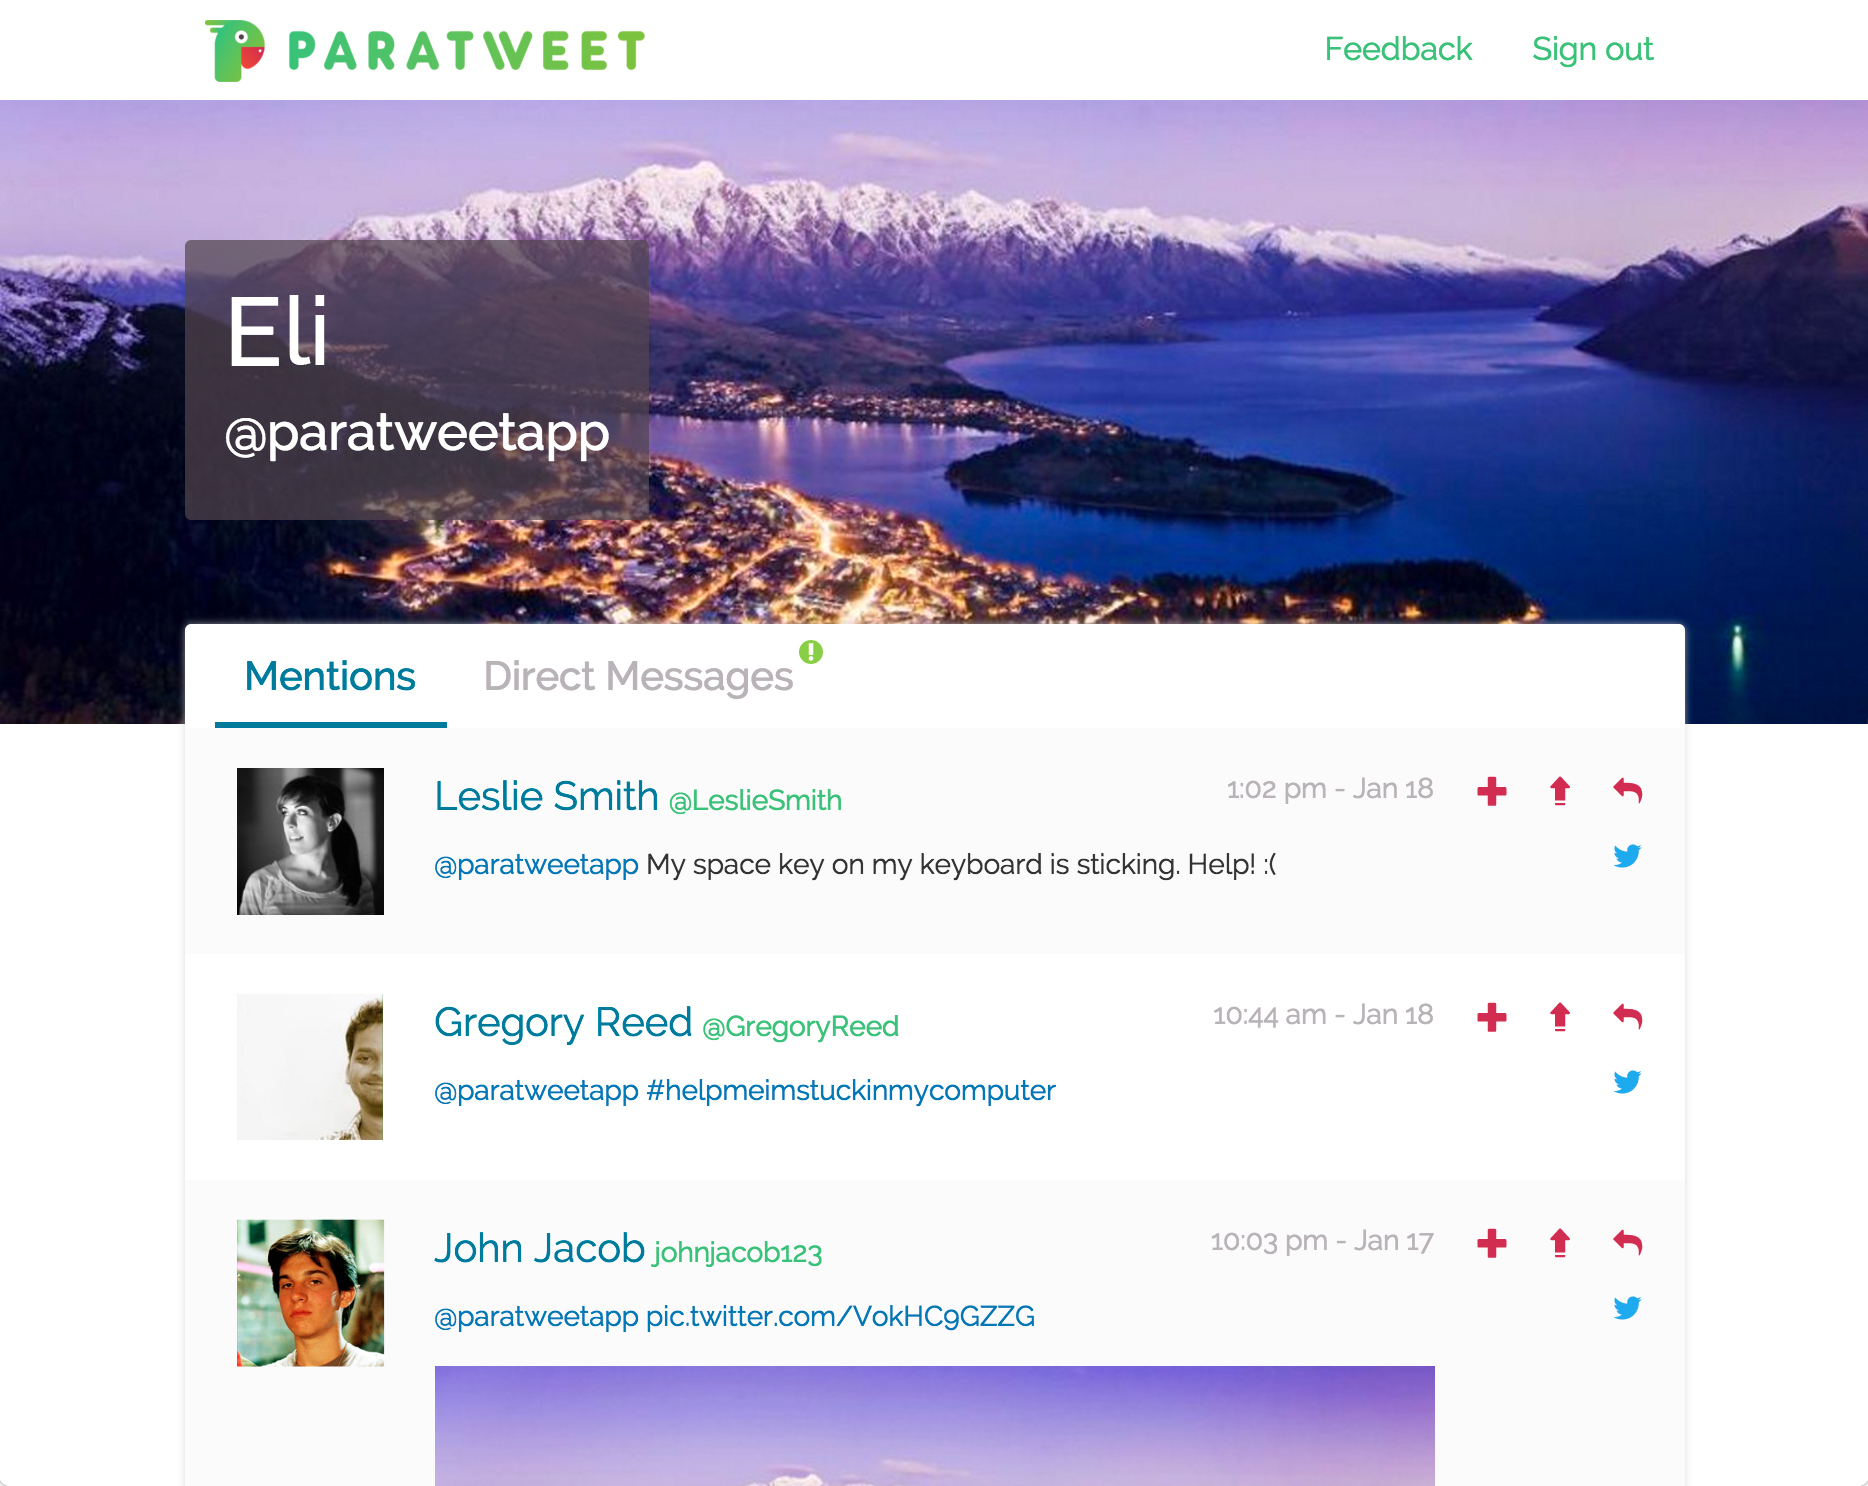 PARATWEET
Feedback Sign out
Eli
@paratweetapp
Mentions Direct Messages !
Leslie Smith @LeslieSmith 1:02 pm - Jan 18
@paratweetapp My space key on my keyboard is sticking. Help! :(
Gregory Reed @GregoryReed 10:44 am - Jan 18
@paratweetapp #helpmeimstuckinmycomputer
John Jacob johnjacob123 10:03 pm - Jan 17
@paratweetapp pic.twitter.com/VokHC9GZZG